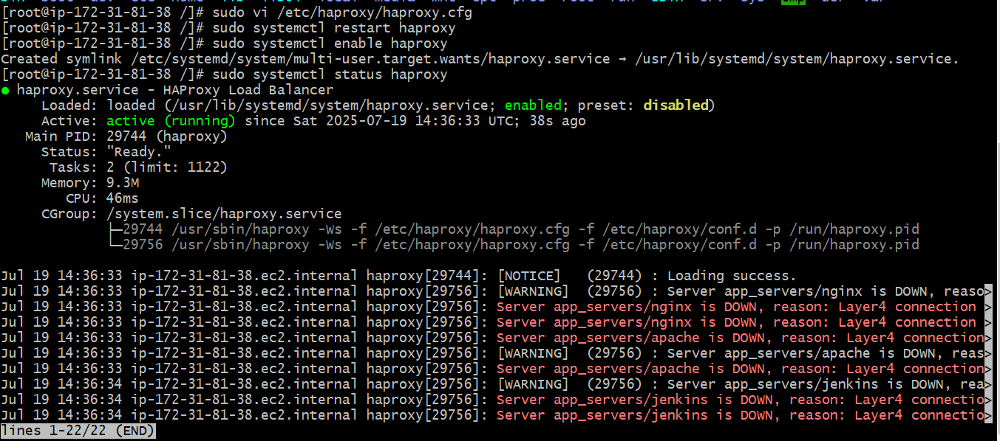 [root@ip-172-31-81-38 /]# sudo vi /etc/haproxy/haproxy.cfg
[root@ip-172-31-81-38 /]# sudo systemctl restart haproxy
[root@ip-172-31-81-38 /]# sudo systemctl enable haproxy
Created symlink /etc/systemd/system/multi-user.target.wants/haproxy.service → /usr/lib/systemd/system/haproxy.service.
[root@ip-172-31-81-38 /]# sudo systemctl status haproxy
● haproxy.service - HAProxy Load Balancer
     Loaded: loaded (/usr/lib/systemd/system/haproxy.service; enabled; preset: disabled)
     Active: active (running) since Sat 2025-07-19 14:36:33 UTC; 38s ago
   Main PID: 29744 (haproxy)
     Status: "Ready."
      Tasks: 2 (limit: 1122)
     Memory: 9.3M
        CPU: 46ms
     CGroup: /system.slice/haproxy.service
             ├─29744 /usr/sbin/haproxy -Ws -f /etc/haproxy/haproxy.cfg -f /etc/haproxy/conf.d -p /run/haproxy.pid
             └─29756 /usr/sbin/haproxy -Ws -f /etc/haproxy/haproxy.cfg -f /etc/haproxy/conf.d -p /run/haproxy.pid
Jul 19 14:36:33 ip-172-31-81-38.ec2.internal haproxy[29744]: [NOTICE]   (29744) : Loading success.
Jul 19 14:36:33 ip-172-31-81-38.ec2.internal haproxy[29756]: [WARNING]  (29756) : Server app_servers/nginx is DOWN, reaso>
Jul 19 14:36:33 ip-172-31-81-38.ec2.internal haproxy[29756]: Server app_servers/nginx is DOWN, reason: Layer4 connection >
Jul 19 14:36:33 ip-172-31-81-38.ec2.internal haproxy[29756]: Server app_servers/nginx is DOWN, reason: Layer4 connection >
Jul 19 14:36:33 ip-172-31-81-38.ec2.internal haproxy[29756]: Server app_servers/apache is DOWN, reason: Layer4 connection>
Jul 19 14:36:33 ip-172-31-81-38.ec2.internal haproxy[29756]: [WARNING]  (29756) : Server app_servers/apache is DOWN, reas>
Jul 19 14:36:33 ip-172-31-81-38.ec2.internal haproxy[29756]: Server app_servers/apache is DOWN, reason: Layer4 connection>
Jul 19 14:36:34 ip-172-31-81-38.ec2.internal haproxy[29756]: [WARNING]  (29756) : Server app_servers/jenkins is DOWN, rea>
Jul 19 14:36:34 ip-172-31-81-38.ec2.internal haproxy[29756]: Server app_servers/jenkins is DOWN, reason: Layer4 connectio>
Jul 19 14:36:34 ip-172-31-81-38.ec2.internal haproxy[29756]: Server app_servers/jenkins is DOWN, reason: Layer4 connectio>
lines 1-22/22 (END)